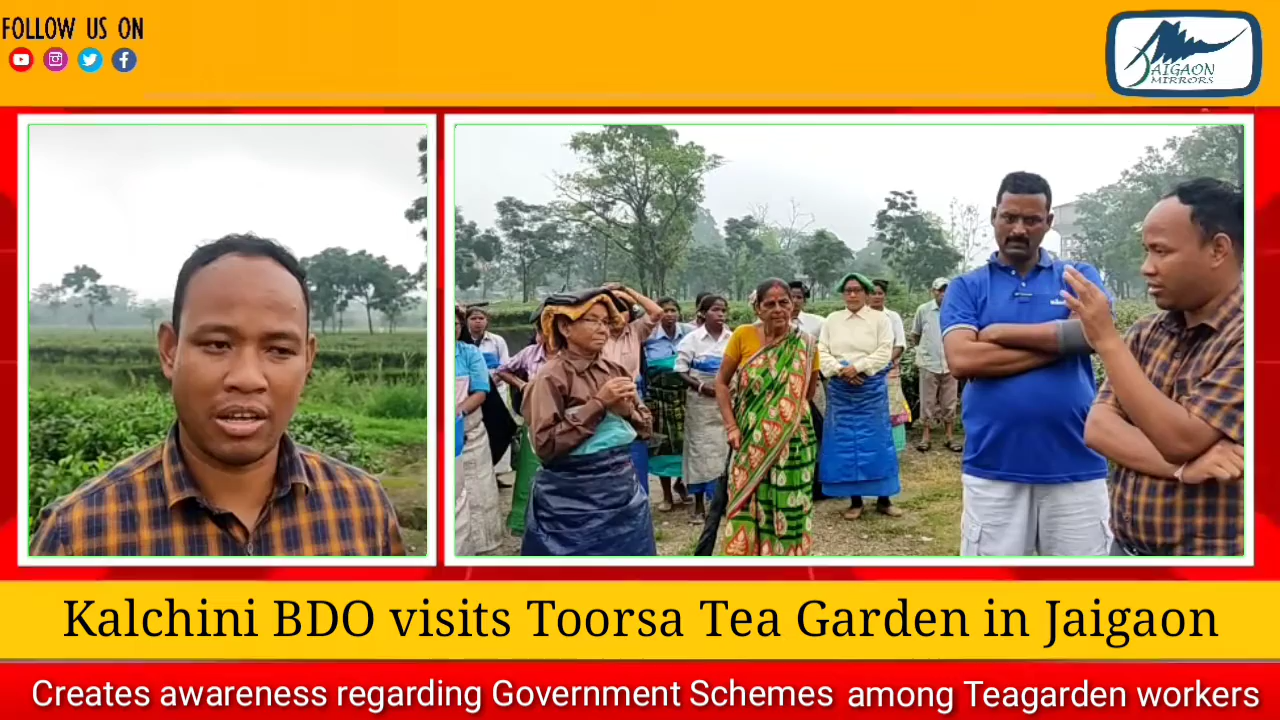 FOLLOW US ON
JAIGAON
MIRRORS
Kalchini BDO visits Toorsa Tea Garden in Jaigaon
Creates awareness regarding Government Schemes among Teagarden workers